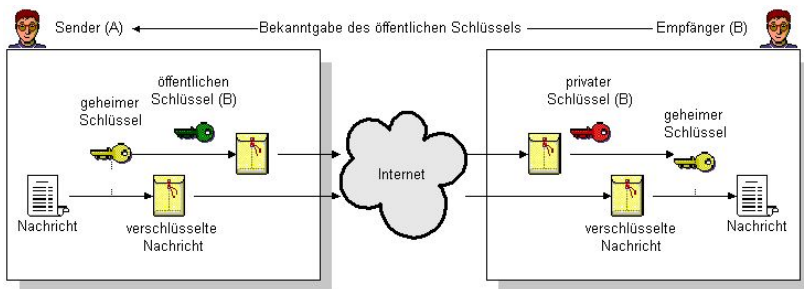 Sender (A)
Bekanntgabe des öffentlichen Schlüssels
Empfänger (B)
öffentlichen
Schlüssel (B)
geheimer
Schlüssel
privater
Schlüssel (B)
geheimer
Schlüssel
Internet
Nachricht
verschlüsselte
Nachricht
verschlüsselte
Nachricht
Nachricht